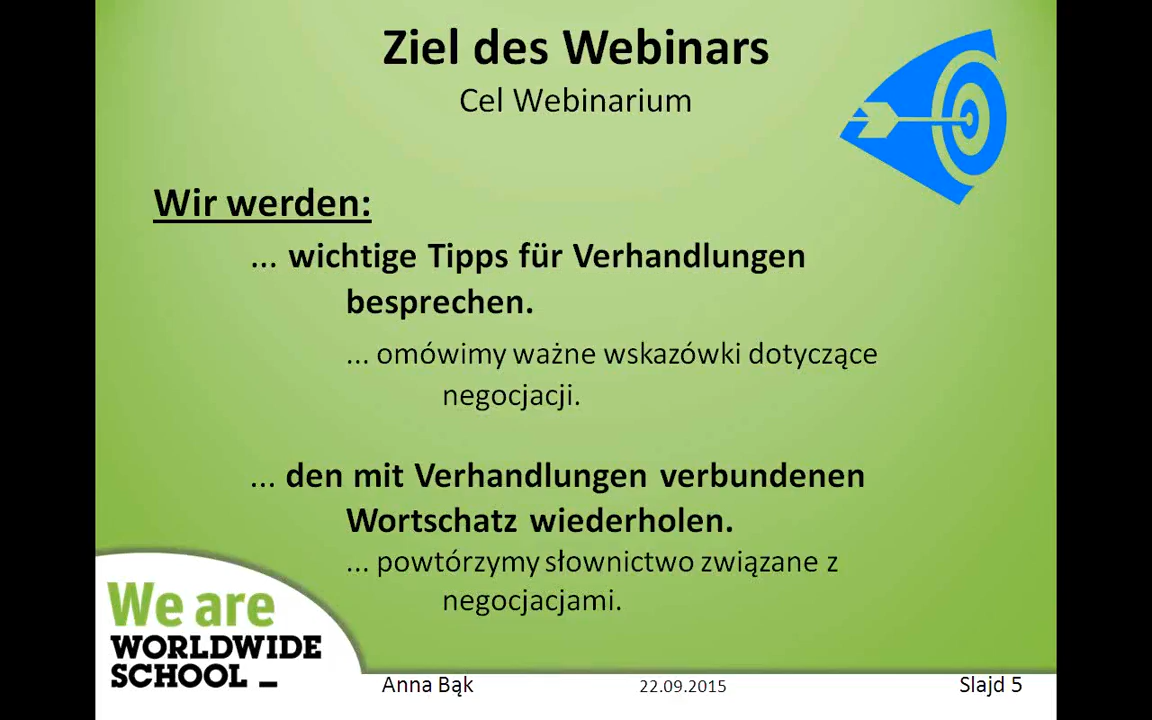 Ziel des Webinars
Cel Webinarium
Wir werden:
... wichtige Tipps für Verhandlungen
besprechen.
... omówimy ważne wskazówki dotyczące
negocjacji.
... den mit Verhandlungen verbundenen
Wortschatz wiederholen.
... powtórzymy słownictwo związane z
negocjacjami.
We are
WORLDWIDE
SCHOOL _
Anna Bąk 22.09.2015 Slajd 5